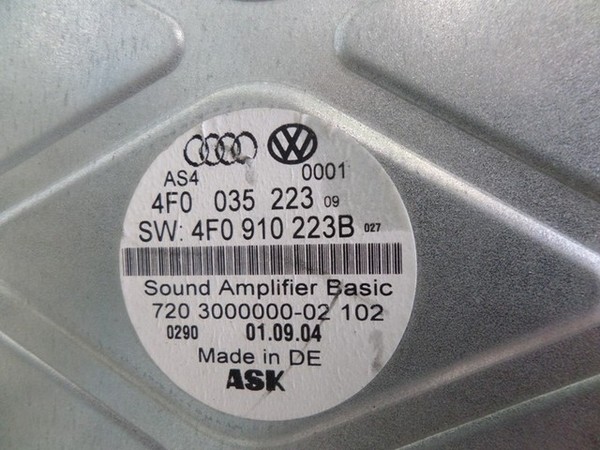 AS4 0001
4F0 035 223 09
SW: 4F0 910 223B 027
Sound Amplifier Basic
720 3000000-02 102
0290 01.09.04
Made in DE
ASK